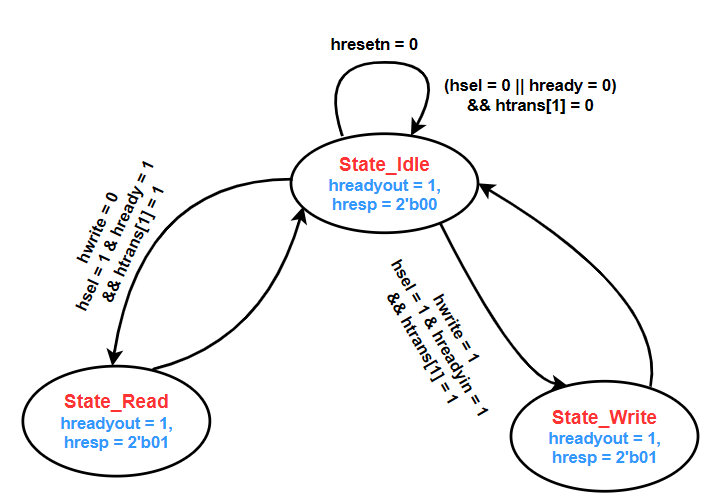 hresetn = 0
(hsel = 0 || hready = 0)
&& htrans[1] = 0
State_Idle
hreadyout = 1,
hresp = 2'b00
hwrite = 0
hsel = 1 & hready = 1
&& htrans[1] = 1
hwrite = 1
hsel = 1 & hreadyin = 1
&& htrans[1] = 1
State_Read
hreadyout = 1,
hresp = 2'b01
State_Write
hreadyout = 1,
hresp = 2'b01